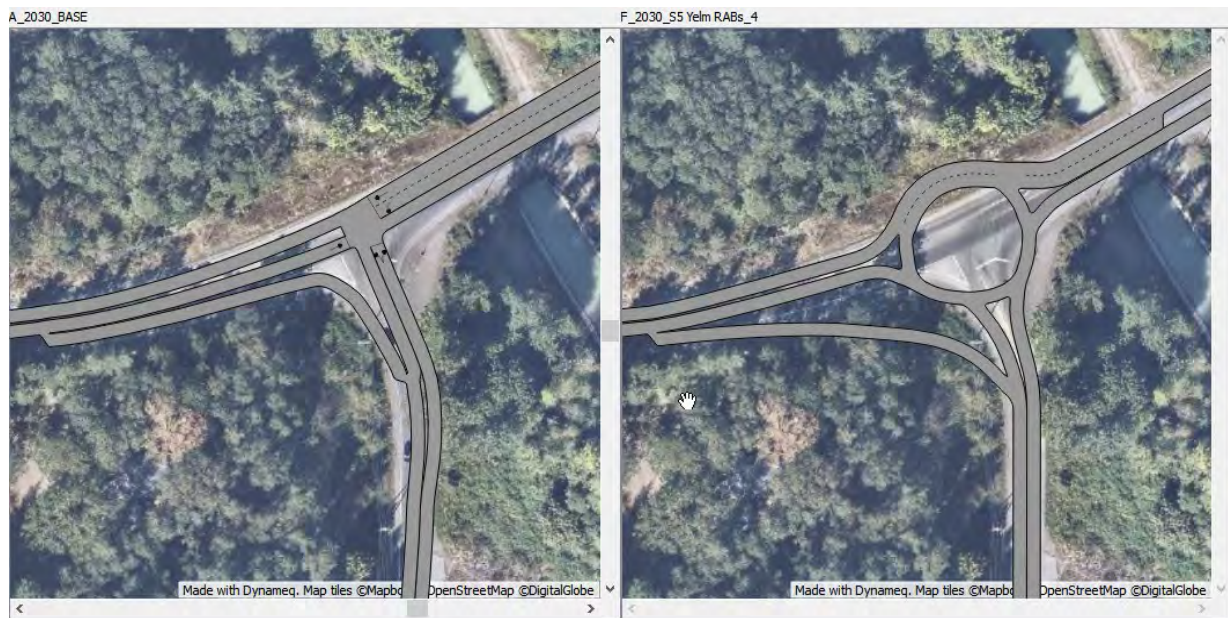 A_2030_BASE
F_2030_S5 Yelm RABs_4
Made with Dynameq. Map tiles ©Mapbo OpenStreetMap ©DigitalGlobe
Made with Dynameq. Map tiles ©Mapbo OpenStreetMap ©DigitalGlobe